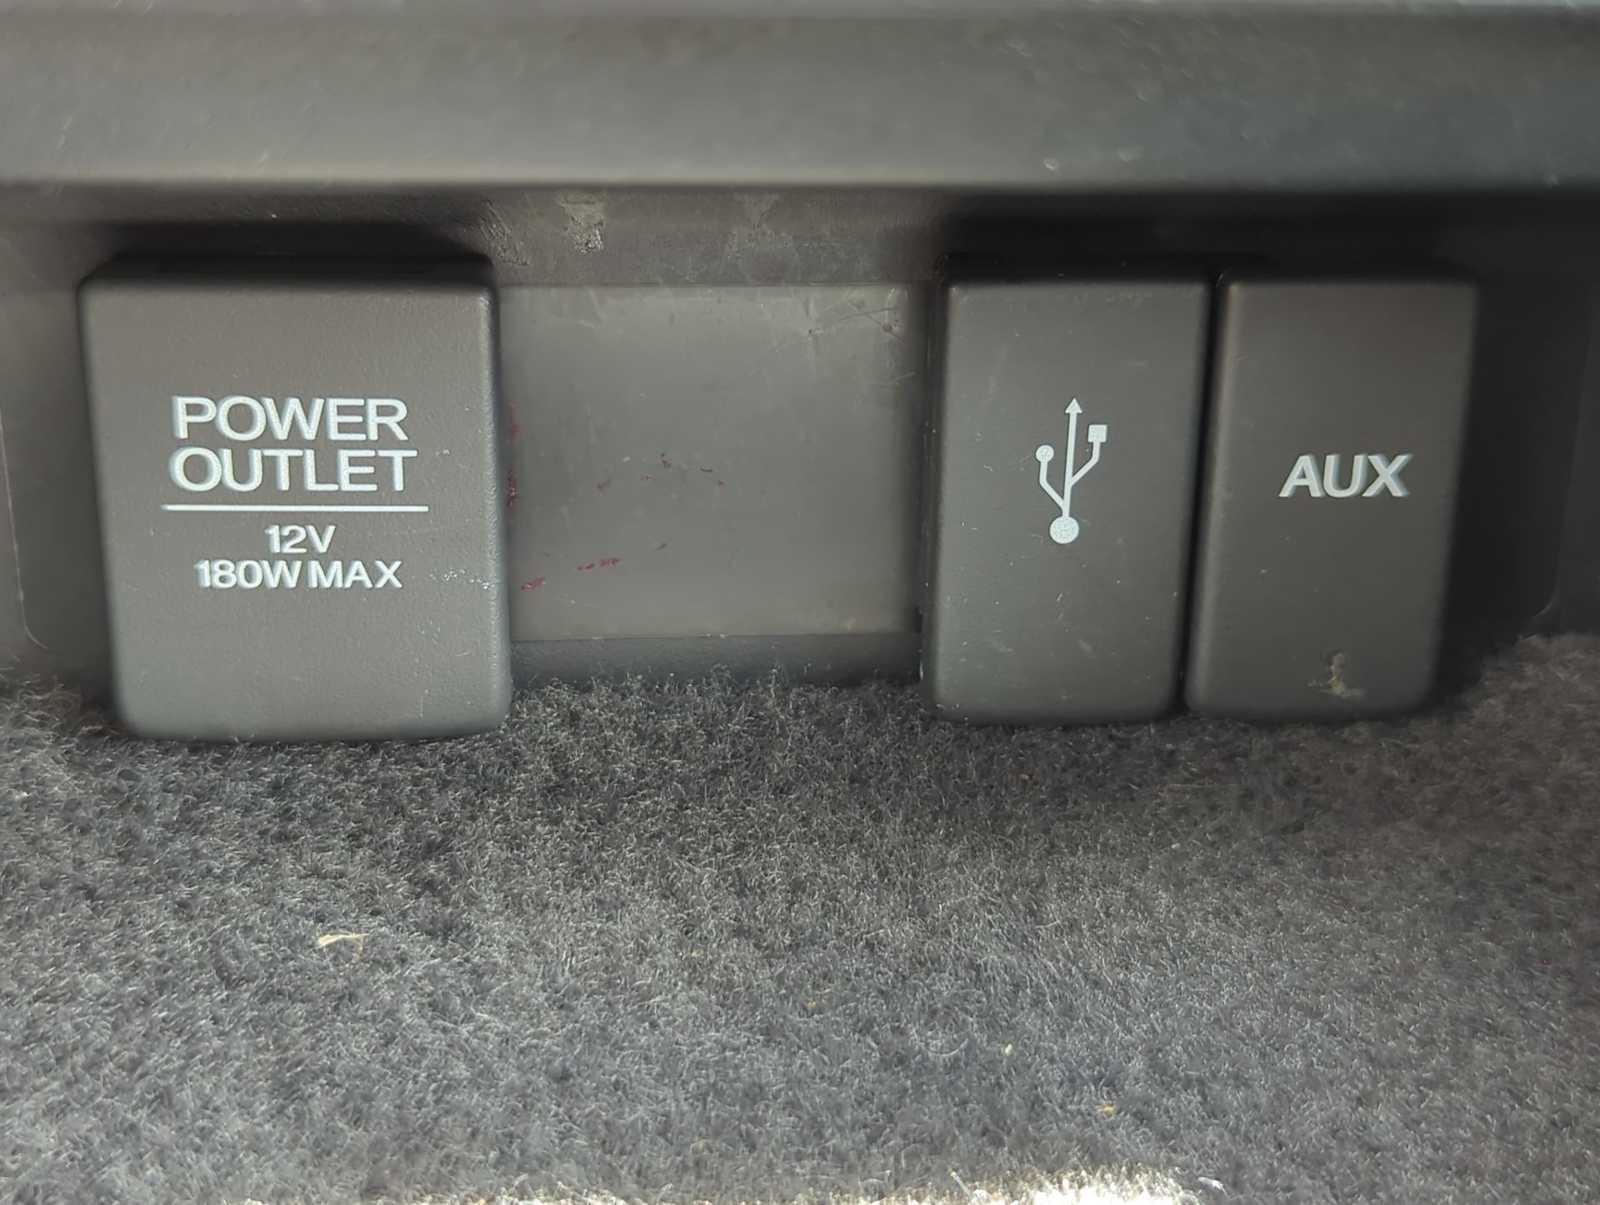 POWER
OUTLET
12V
180W MAX
AUX